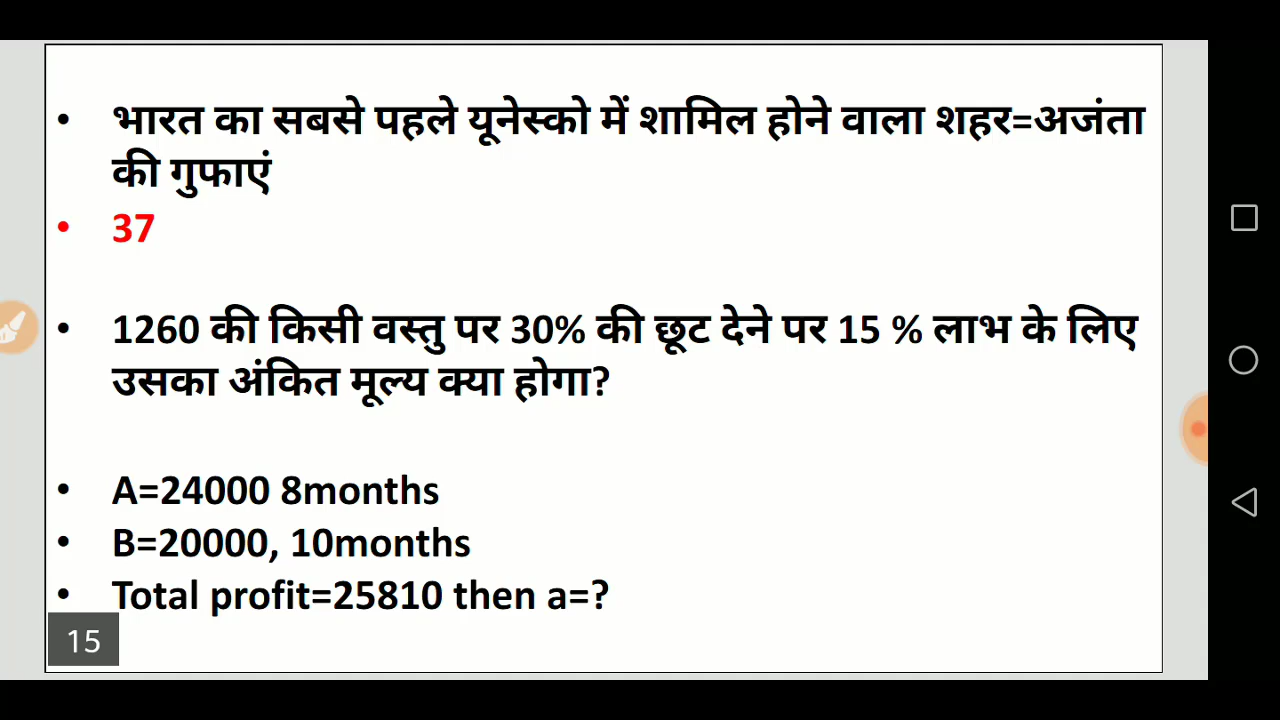 • भारत का सबसे पहले यूनेस्को में शामिल होने वाला शहर=अजंता
की गुफाएं
• 37
• 1260 की किसी वस्तु पर 30% की छूट देने पर 15 % लाभ के लिए
उसका अंकित मूल्य क्या होगा?
• A=24000 8months
• B=20000, 10months
• Total profit=25810 then a=?
15